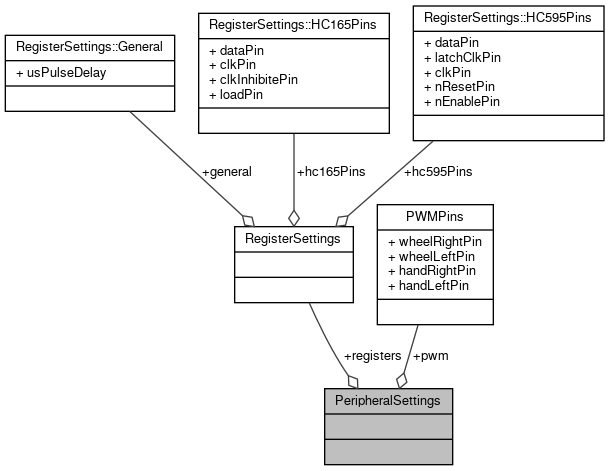 RegisterSettings::General
+ usPulseDelay
RegisterSettings::HC165Pins
+ dataPin
+ clkPin
+ clkInhibitePin
+ loadPin
RegisterSettings::HC595Pins
+ dataPin
+ latchClkPin
+ clkPin
+ nResetPin
+ nEnablePin
+general
+hc165Pins
+hc595Pins
RegisterSettings
PWMPins
+ wheelRightPin
+ wheelLeftPin
+ handRightPin
+ handLeftPin
+registers
+pwm
PeripheralSettings